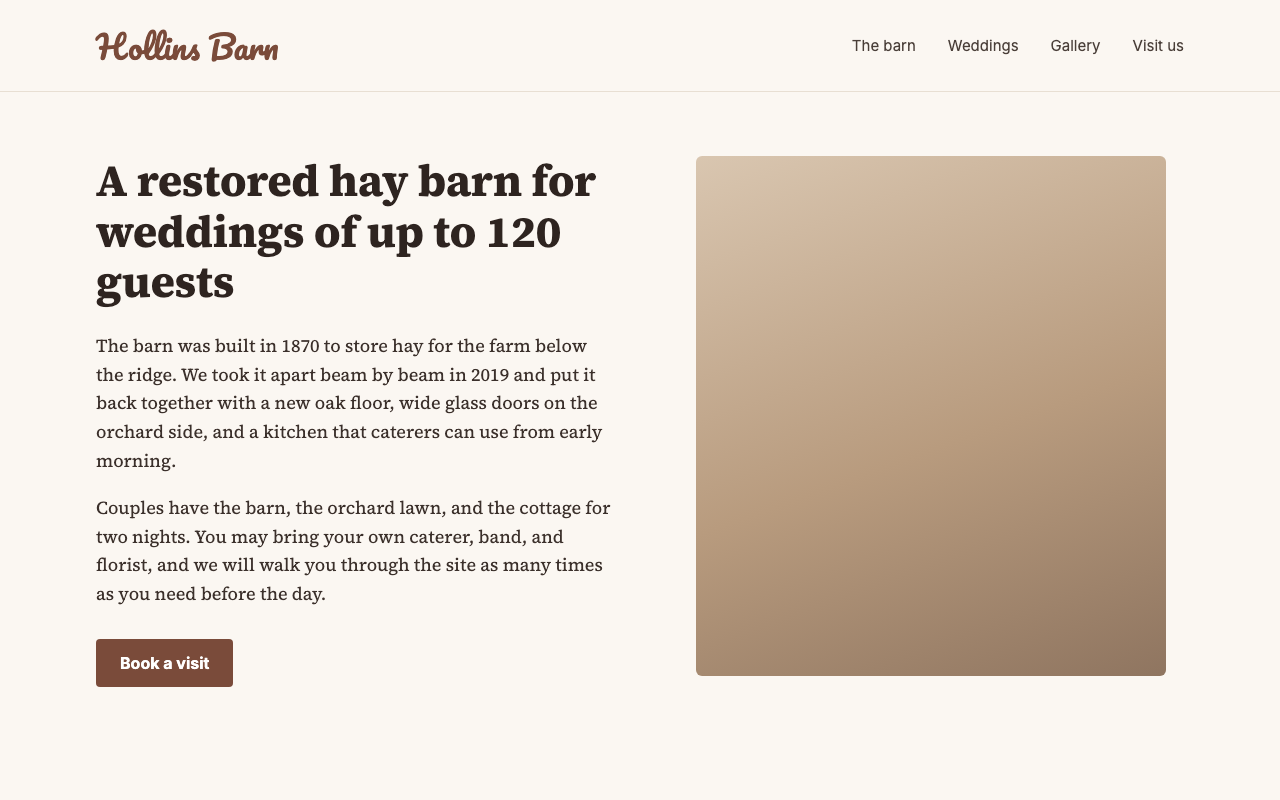 Hollins Barn
The barn
Weddings
Gallery
Visit us
A restored hay barn for
weddings of up to 120
guests
The barn was built in 1870 to store hay for the farm below
the ridge. We took it apart beam by beam in 2019 and put it
back together with a new oak floor, wide glass doors on the
orchard side, and a kitchen that caterers can use from early
morning.
Couples have the barn, the orchard lawn, and the cottage for
two nights. You may bring your own caterer, band, and
florist, and we will walk you through the site as many times
as you need before the day.
Book a visit